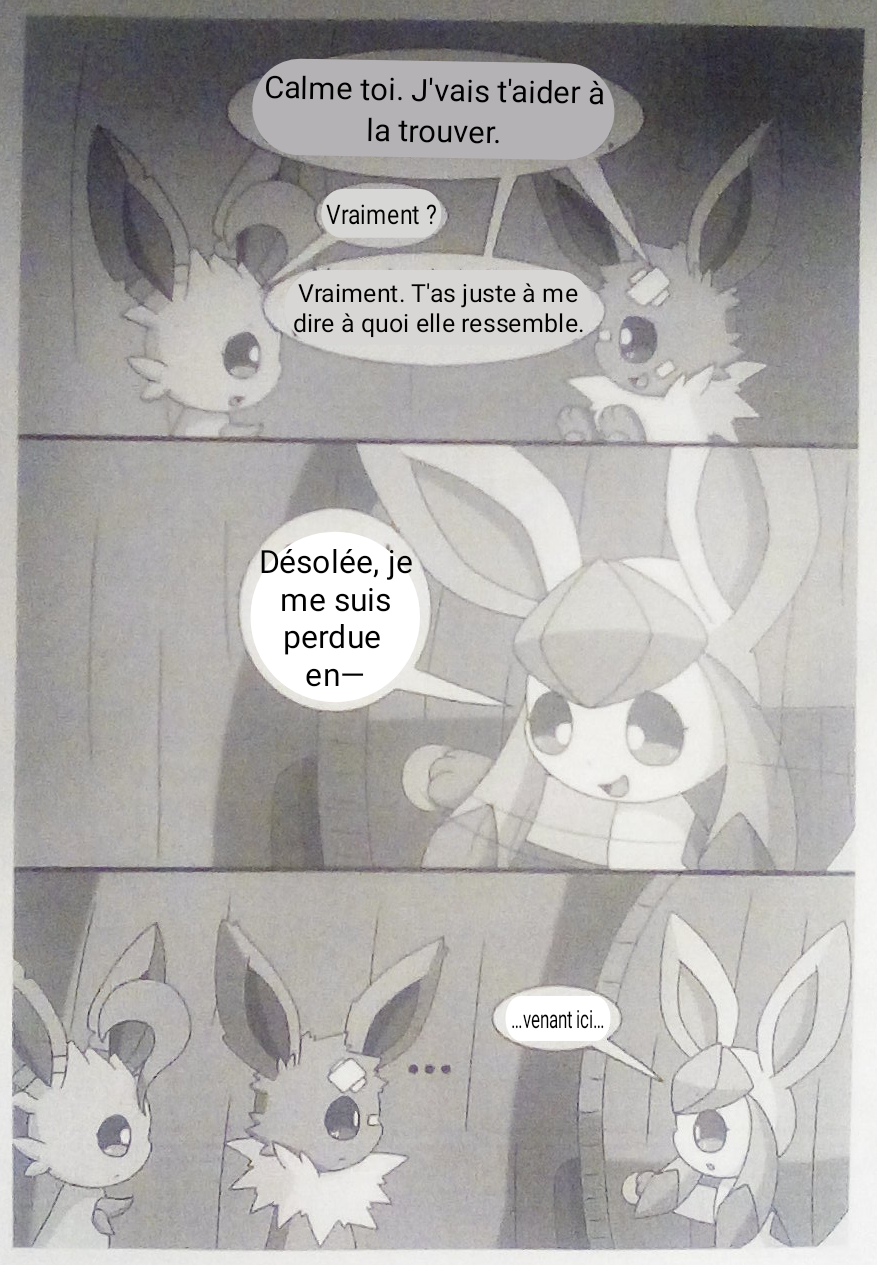 Calme toi. J'vais t'aider à
la trouver.
Vraiment ?
Vraiment. T'as juste à me
dire à quoi elle ressemble.
Désolée, je
me suis
perdue
en—
...venant ici...
•••